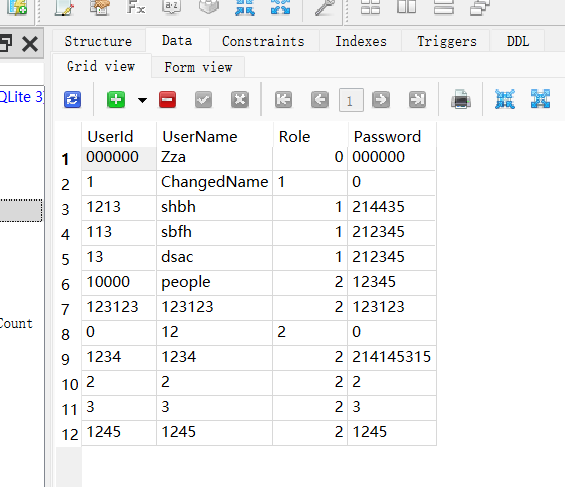 Structure Data Constraints Indexes Triggers DDL
QLite 3
Grid view Form view
1
UserId UserName Role Password
1 000000 Zza 0 000000
2 1 ChangedName 1 0
3 1213 shbh 1 214435
4 113 sbfh 1 212345
5 13 dsac 1 212345
6 10000 people 2 12345
7 123123 123123 2 123123
Count
8 0 12 2 0
9 1234 1234 2 214145315
10 2 2 2 2
11 3 3 2 3
12 1245 1245 2 1245